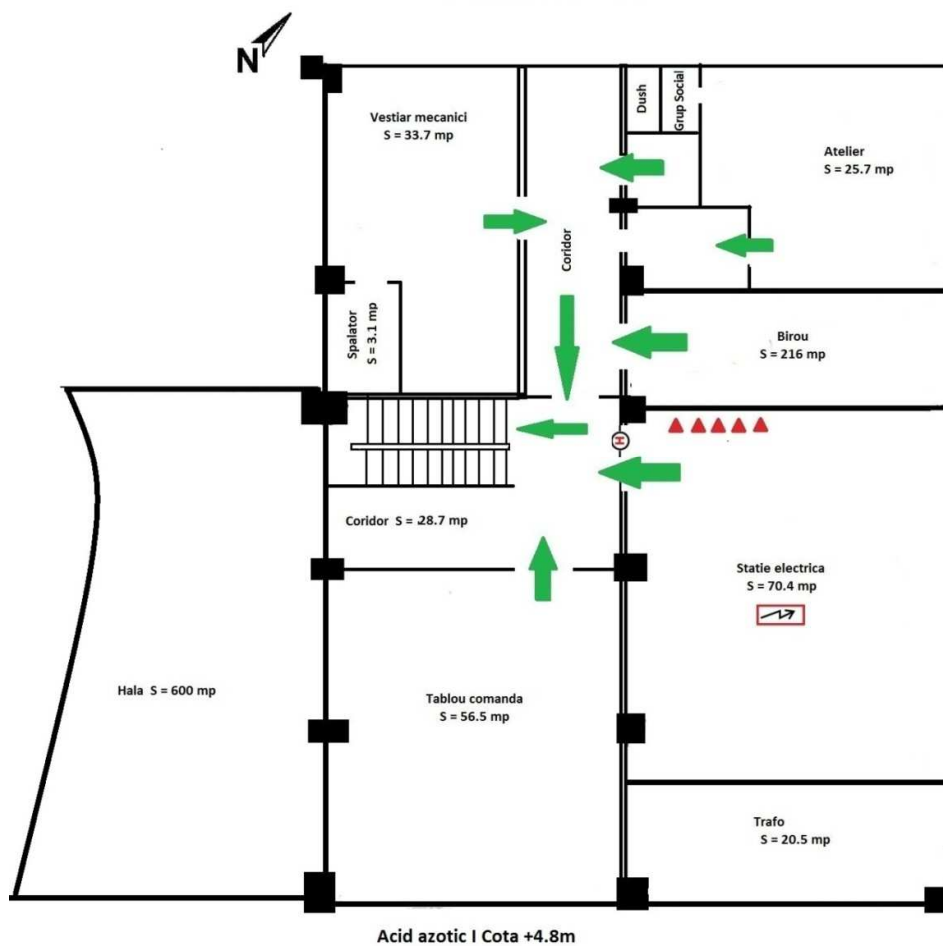 N
Vestiar mecanici
S = 33.7 mp
Dush
Grup Social
Atelier
S = 25.7 mp
Coridor
Spalator
S = 3.1 mp
Birou
S = 216 mp
H
Coridor S = 28.7 mp
Statie electrica
S = 70.4 mp
Hala S = 600 mp
Tablou comanda
S = 56.5 mp
Trafo
S = 20.5 mp
Acid azotic I Cota +4.8m